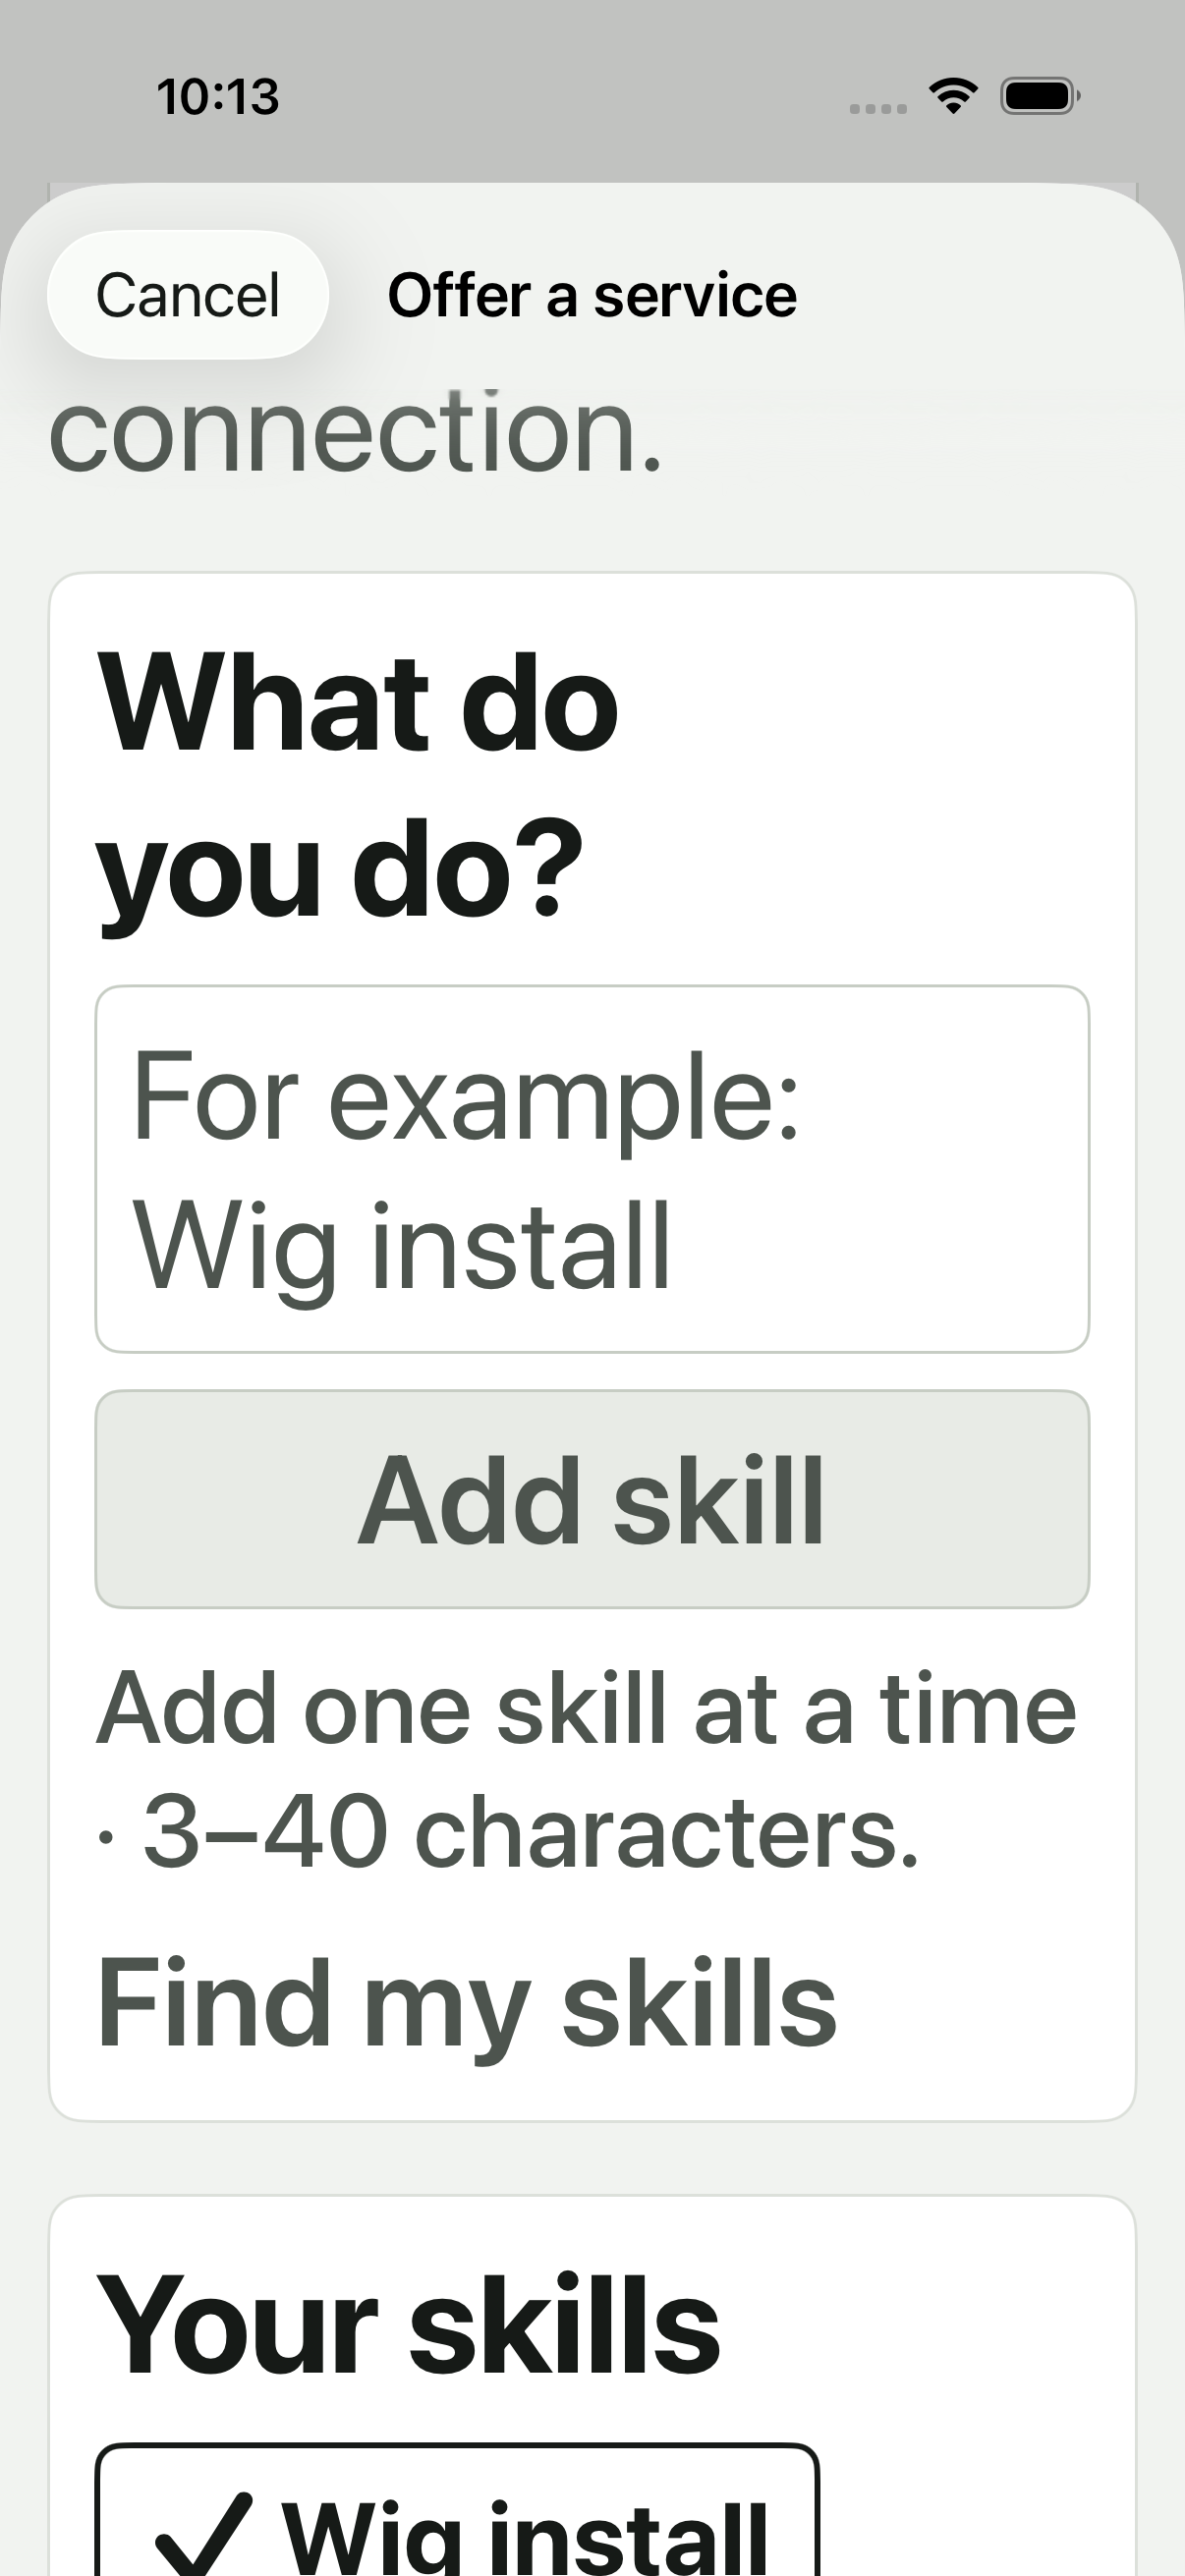 10:13
Cancel
Offer a service
connection.
What do
you do?
For example:
Wig install
Add skill
Add one skill at a time
· 3–40 characters.
Find my skills
Your skills
✓ Wig install